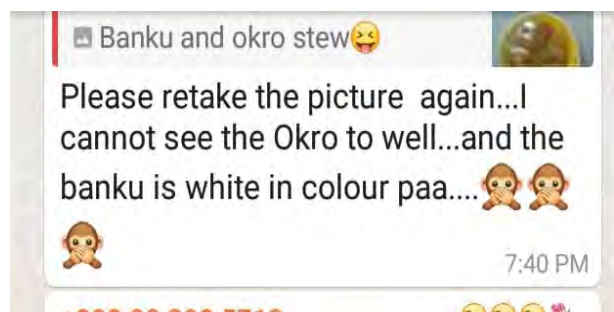 Banku and okro stew😝
Please retake the picture again...I
cannot see the Okro to well...and the
banku is white in colour paa....🙊🙊
🙊
7:40 PM